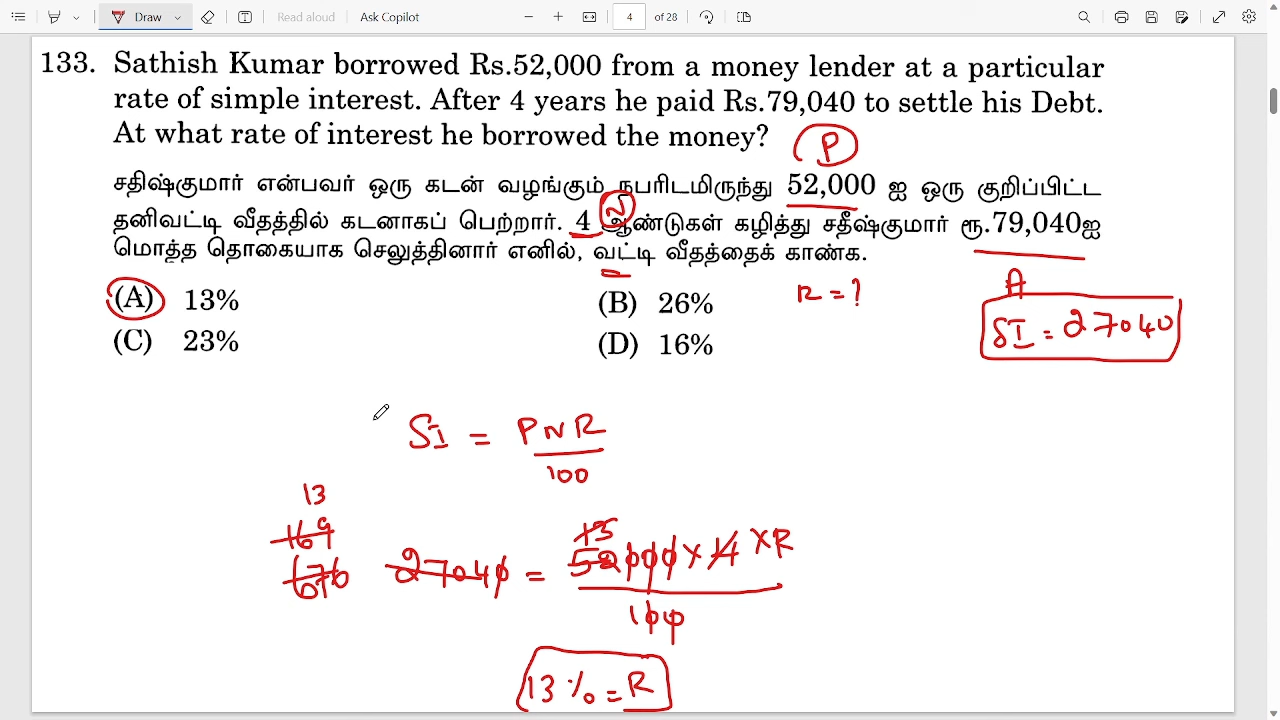 Draw Read aloud Ask Copilot 4 of 28
133. Sathish Kumar borrowed Rs.52,000 from a money lender at a particular
rate of simple interest. After 4 years he paid Rs.79,040 to settle his Debt.
At what rate of interest he borrowed the money?
P
சதிஷ்குமார் என்பவர் ஒரு கடன் வழங்கும் நபரிடமிருந்து 52,000 ஐ ஒரு குறிப்பிட்ட
N
தனிவட்டி வீதத்தில் கடனாகப் பெற்றார். 4 ஆண்டுகள் கழித்து சதீஷ்குமார் ரூ.79,040ஐ
மொத்த தொகையாக செலுத்தினார் எனில், வட்டி வீதத்தைக் காண்க.
(A) 13% (B) 26% R = ? A
(C) 23% (D) 16% SI = 27040
SI = PNR
100
13
169 13
676 27040 = 52000 × 4 × R
100
13% = R